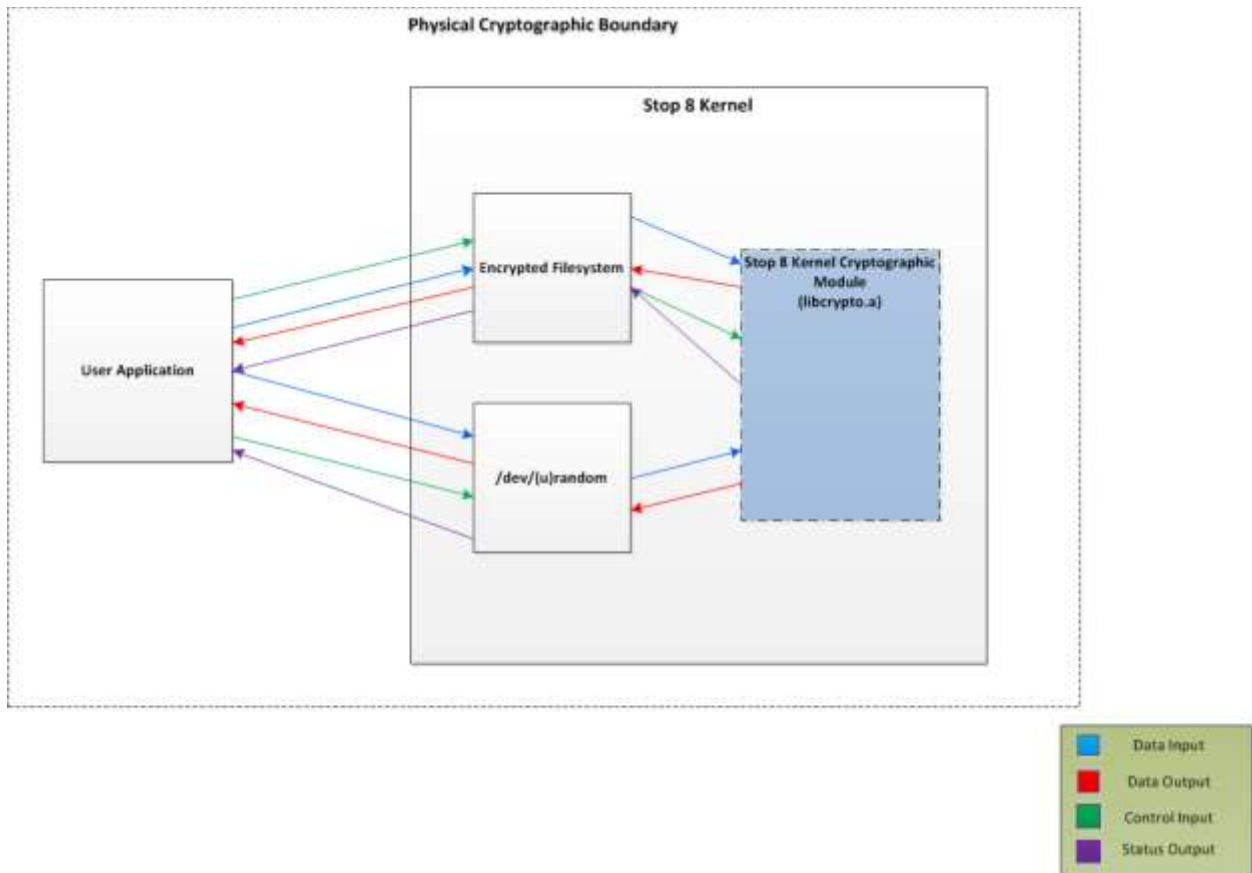 Physical Cryptographic Boundary
Stop 8 Kernel
Encrypted Filesystem
Stop 8 Kernel Cryptographic
Module
(libcrypto.a)
User Application
/dev/(u)random
Data Input
Data Output
Control Input
Status Output